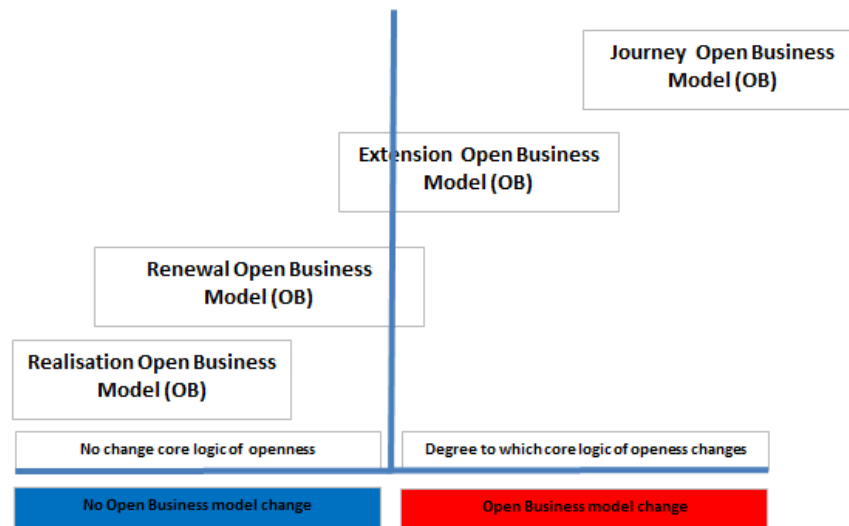 Journey Open Business
Model (OB)
Extension Open Business
Model (OB)
Renewal Open Business
Model (OB)
Realisation Open Business
Model (OB)
No change core logic of openness
Degree to which core logic of openess changes
No Open Business model change
Open Business model change